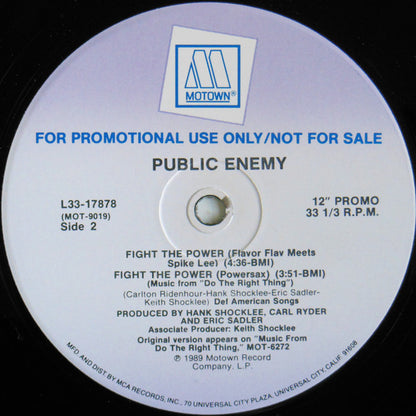 MOTOWN®
FOR PROMOTIONAL USE ONLY/NOT FOR SALE
PUBLIC ENEMY
L33-17878
(MOT-9019)
Side 2
12" PROMO
33 1/3 R.P.M.
FIGHT THE POWER (Flavor Flav Meets
Spike Lee) (4:36-BMI)
FIGHT THE POWER (Powersax) (3:51-BMI)
(Music from "Do The Right Thing")
(Carlton Ridenhour-Hank Shocklee-Eric Sadler-
Keith Shocklee) Def American Songs
PRODUCED BY HANK SHOCKLEE, CARL RYDER
AND ERIC SADLER
Associate Producer: Keith Shocklee
Original version appears on "Music From
Do The Right Thing," MOT-6272
℗ 1989 Motown Record
Company, L.P.
MFD. AND DIST. BY MCA RECORDS, INC., 70 UNIVERSAL CITY PLAZA, UNIVERSAL CITY, CALIF. 91608